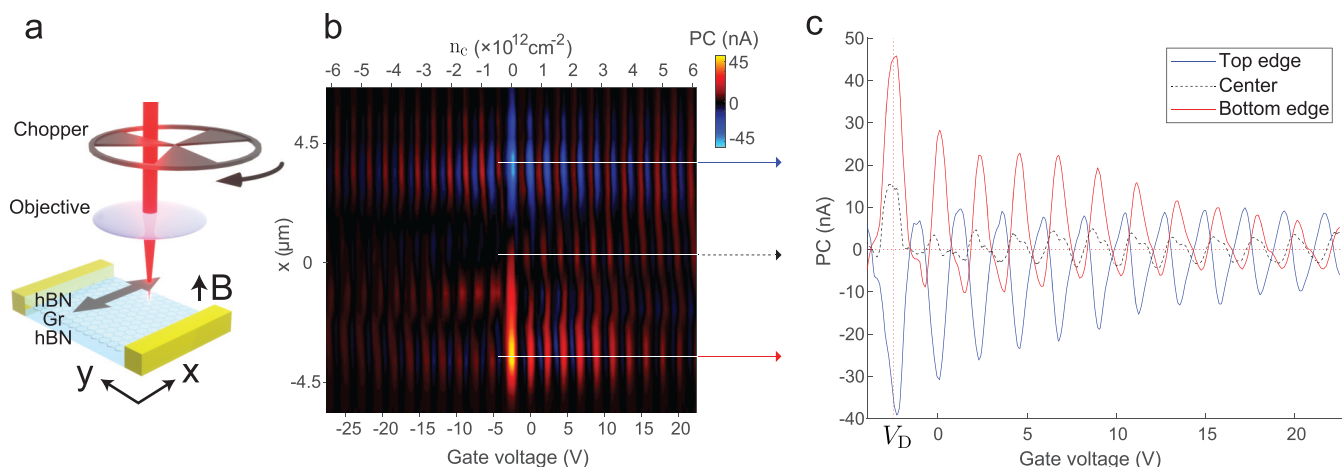 a
Chopper
Objective
hBN
Gr
hBN
B
y
x
b
n_c (×10^12cm^-2)
-6 -5 -4 -3 -2 -1 0 1 2 3 4 5 6
PC (nA)
45
0
-45
x (µm)
4.5
0
-4.5
-25 -20 -15 -10 -5 0 5 10 15 20
Gate voltage (V)
c
PC (nA)
50
40
30
20
10
0
-10
-20
-30
-40
Top edge
Center
Bottom edge
V_D 0 5 10 15 20
Gate voltage (V)